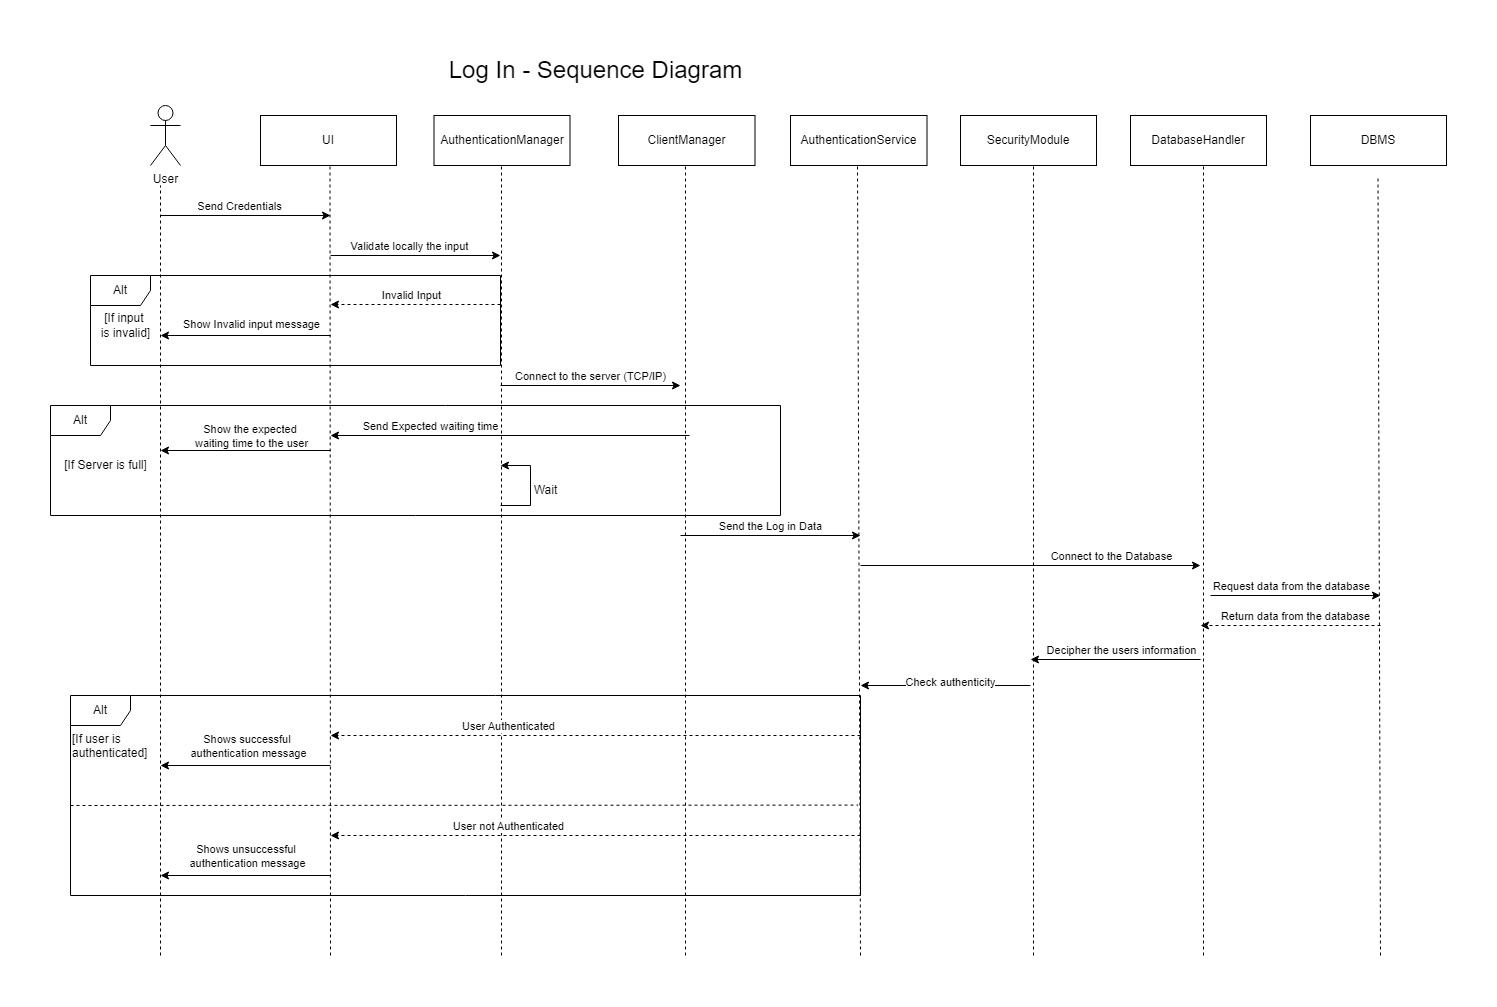 Log In - Sequence Diagram
User
UI
AuthenticationManager
ClientManager
AuthenticationService
SecurityModule
DatabaseHandler
DBMS
Send Credentials
Validate locally the input
Alt
[If input
is invalid]
Invalid Input
Show Invalid input message
Connect to the server (TCP/IP)
Alt
[If Server is full]
Send Expected waiting time
Show the expected
waiting time to the user
Wait
Send the Log in Data
Connect to the Database
Request data from the database
Return data from the database
Decipher the users information
Check authenticity
Alt
[If user is
authenticated]
User Authenticated
Shows successful
authentication message
User not Authenticated
Shows unsuccessful
authentication message